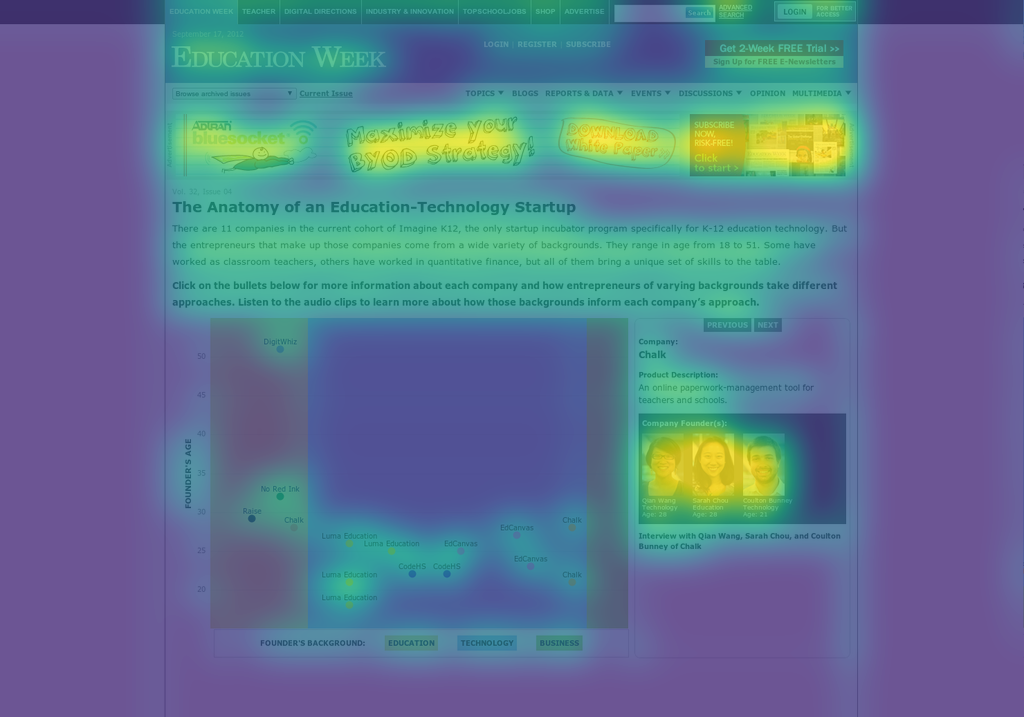 EDUCATION WEEK TEACHER DIGITAL DIRECTIONS INDUSTRY & INNOVATION TOPSCHOOLJOBS SHOP ADVERTISE Search ADVANCED SEARCH LOGIN FOR BETTER ACCESS
September 17, 2012
EDUCATION WEEK
LOGIN | REGISTER | SUBSCRIBE
Get 2-Week FREE Trial >>
Sign Up for FREE E-Newsletters
Browse archived issues Current Issue TOPICS BLOGS REPORTS & DATA EVENTS DISCUSSIONS OPINION MULTIMEDIA
ADTRAN
bluesocket
Maximize your
BYOD Strategy!
DOWNLOAD
White Paper
SUBSCRIBE
NOW,
RISK-FREE!
Click
to start >
Vol. 32, Issue 04
The Anatomy of an Education-Technology Startup
There are 11 companies in the current cohort of Imagine K12, the only startup incubator program specifically for K-12 education technology. But
the entrepreneurs that make up those companies come from a wide variety of backgrounds. They range in age from 18 to 51. Some have
worked as classroom teachers, others have worked in quantitative finance, but all of them bring a unique set of skills to the table.
Click on the bullets below for more information about each company and how entrepreneurs of varying backgrounds take different
approaches. Listen to the audio clips to learn more about how those backgrounds inform each company's approach.
FOUNDER'S AGE
50
45
40
35
30
25
20
DigitWhiz
No Red Ink
Raise
Chalk
Luma Education
Luma Education
EdCanvas
EdCanvas
Chalk
CodeHS
CodeHS
EdCanvas
Luma Education
Chalk
Luma Education
FOUNDER'S BACKGROUND: EDUCATION TECHNOLOGY BUSINESS
PREVIOUS NEXT
Company:
Chalk
Product Description:
An online paperwork-management tool for
teachers and schools.
Company Founder(s):
Qian Wang Sarah Chou Coulton Bunney
Technology Education Technology
Age: 28 Age: 28 Age: 21
Interview with Qian Wang, Sarah Chou, and Coulton
Bunney of Chalk